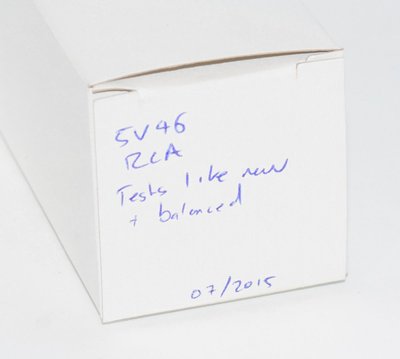 5V46
RCA
Tests like new
+ balanced
07/2015